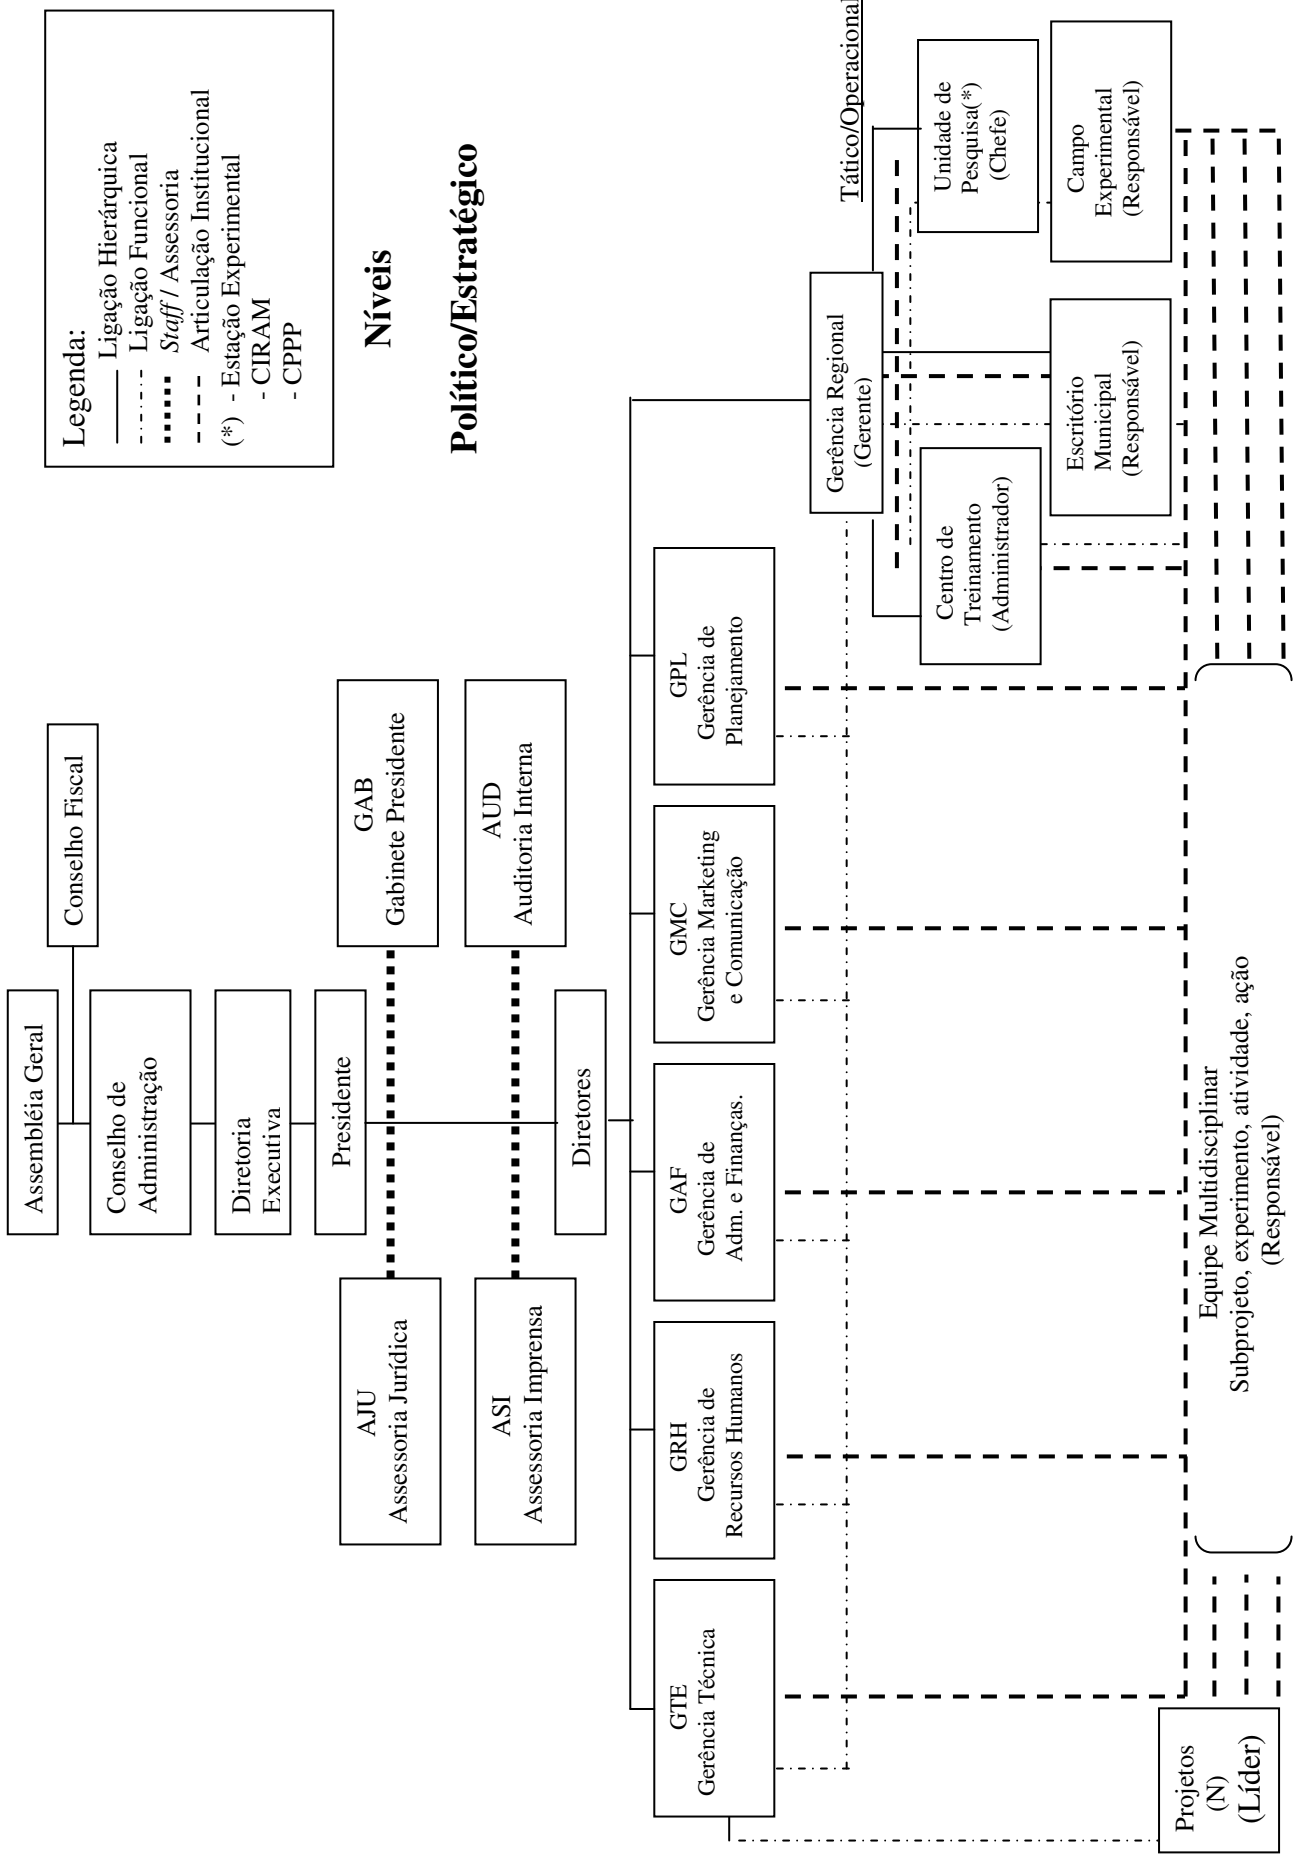 Legenda:
Ligação Hierárquica
Ligação Funcional
Staff / Assessoria
Articulação Institucional
(*) - Estação Experimental
- CIRAM
- CPPP
Níveis
Político/Estratégico
Tático/Operacional
Assembléia Geral
Conselho Fiscal
Conselho de
Administração
Diretoria
Executiva
Presidente
AJU
Assessoria Jurídica
GAB
Gabinete Presidente
ASI
Assessoria Imprensa
AUD
Auditoria Interna
Diretores
GTE
Gerência Técnica
GRH
Gerência de
Recursos Humanos
GAF
Gerência de
Adm. e Finanças.
GMC
Gerência Marketing
e Comunicação
GPL
Gerência de
Planejamento
Gerência Regional
(Gerente)
Centro de
Treinamento
(Administrador)
Unidade de
Pesquisa(*)
(Chefe)
Escritório
Municipal
(Responsável)
Campo
Experimental
(Responsável)
Projetos
(N)
(Líder)
Equipe Multidisciplinar
Subprojeto, experimento, atividade, ação
(Responsável)